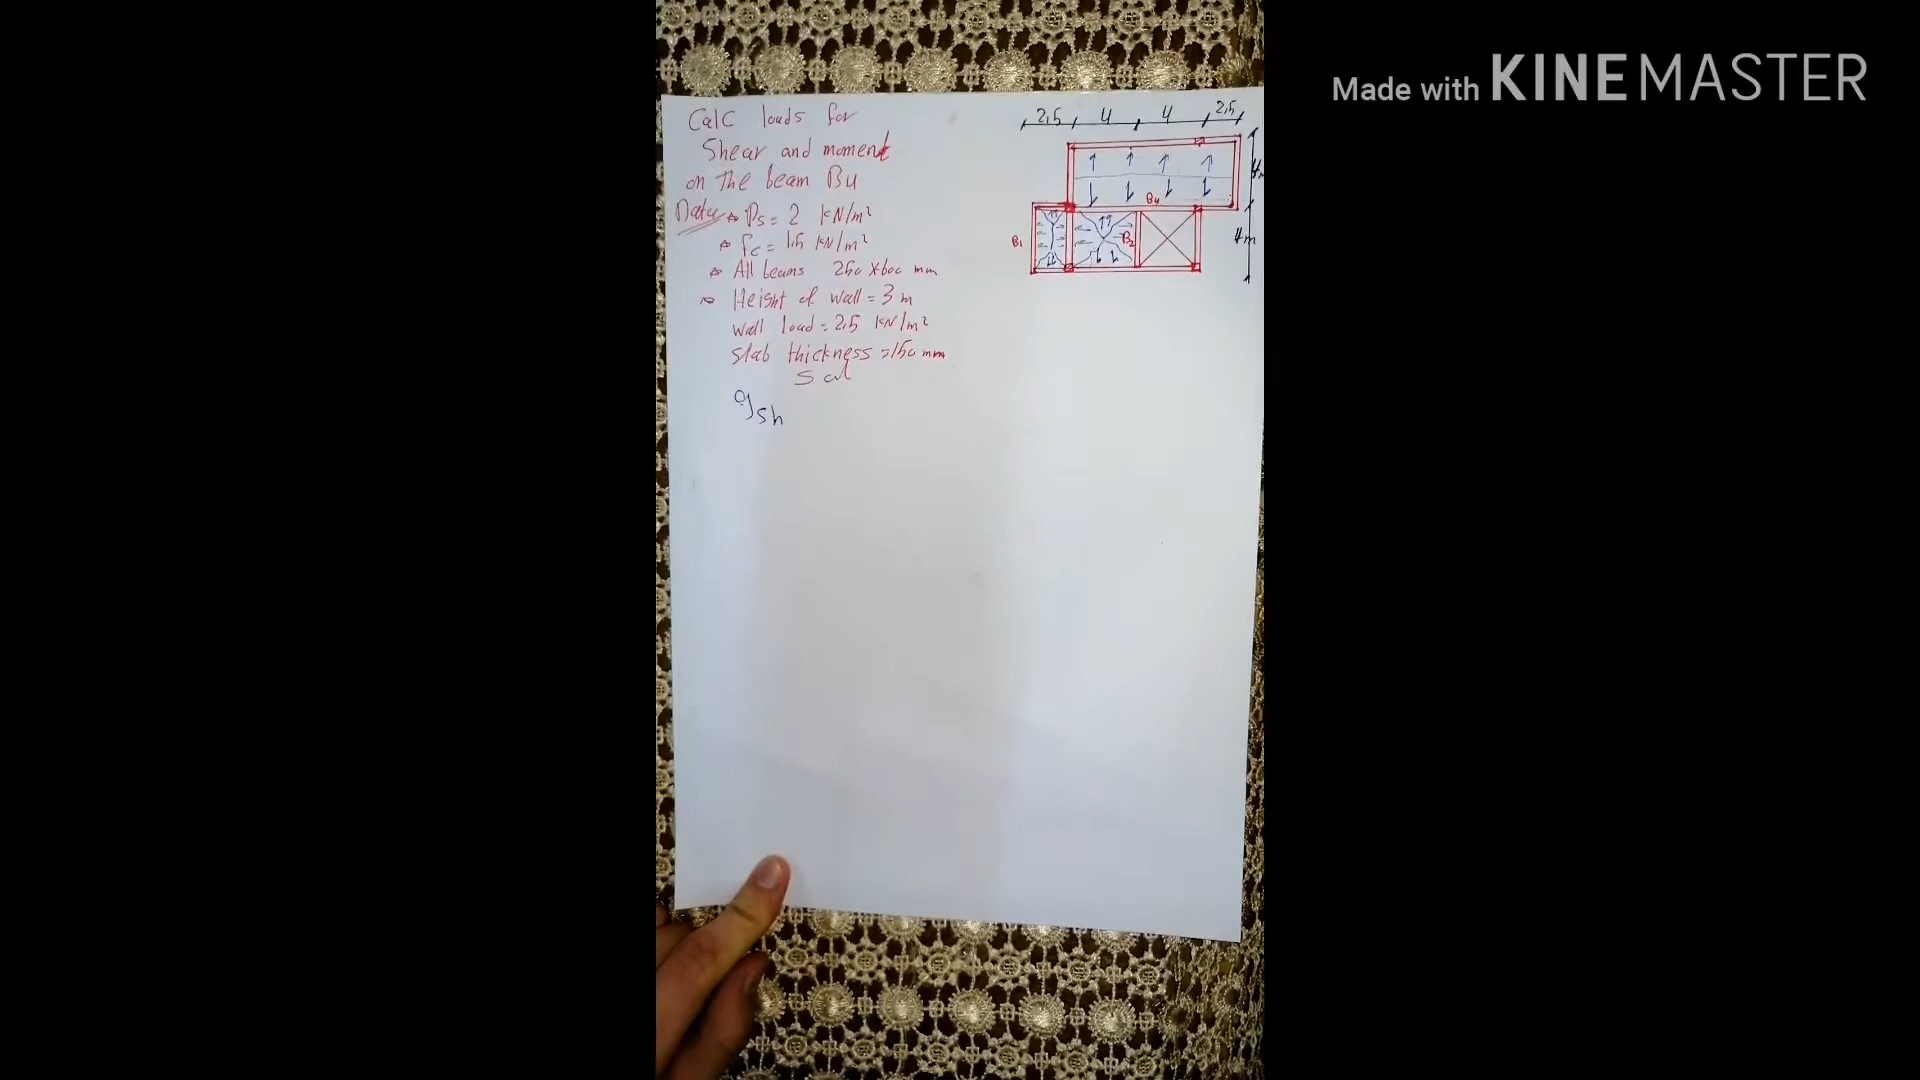 Made with KINEMASTER
Calc loads for
Shear and moment
on the beam B4
Data Ps = 2 kN/m²
Fc = 1.5 kN/m²
All beams 250 x 600 mm
Height of wall = 3 m
wall load = 2.5 kN/m²
Slab thickness = 150 mm
Sol
gsh
2.5 4 4 2.5
4m
B4
B1 B2
4m